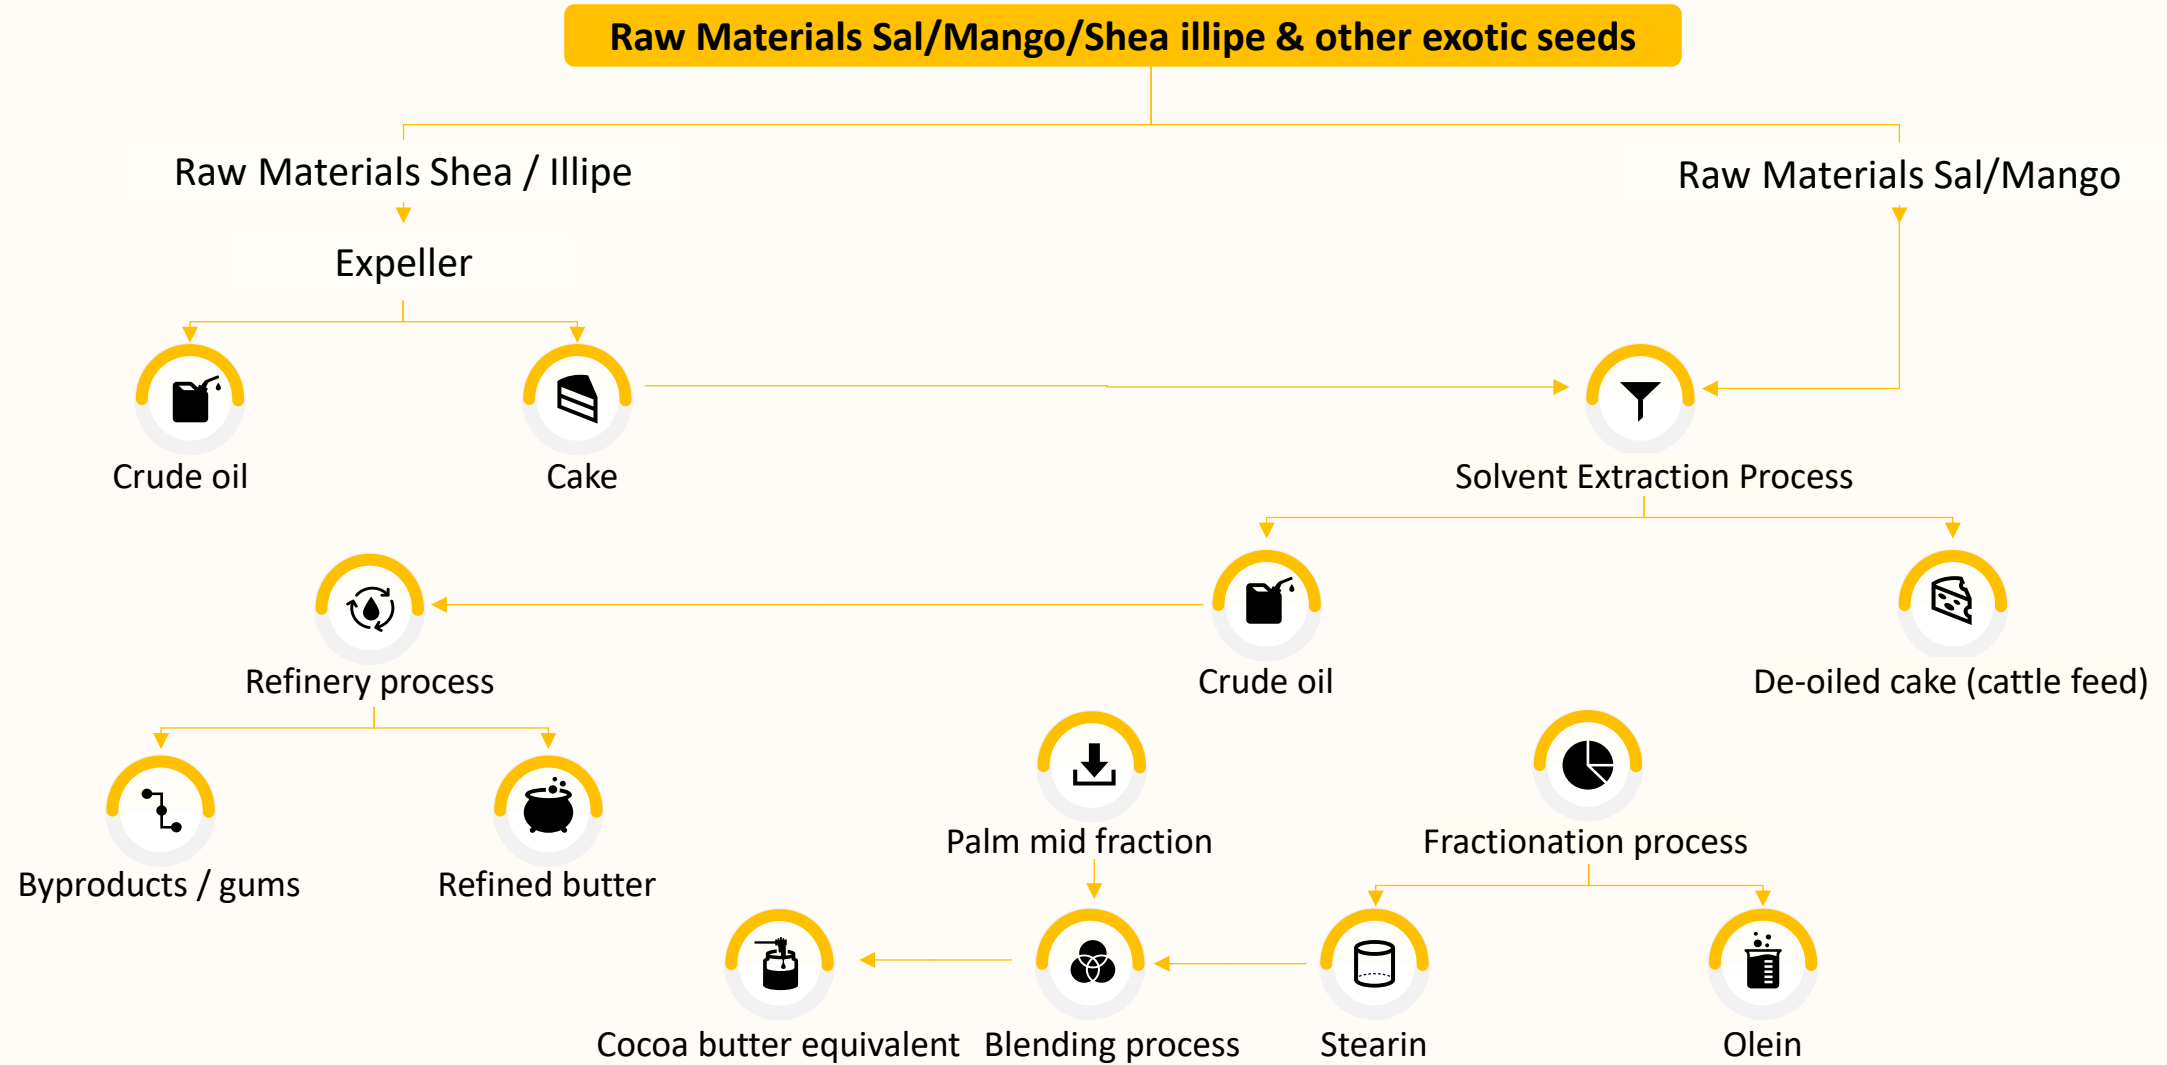 Raw Materials Sal/Mango/Shea illipe & other exotic seeds
Raw Materials Shea / Illipe
Raw Materials Sal/Mango
Expeller
Crude oil
Cake
Solvent Extraction Process
Refinery process
Crude oil
De-oiled cake (cattle feed)
Palm mid fraction
Fractionation process
Byproducts / gums
Refined butter
Cocoa butter equivalent
Blending process
Stearin
Olein